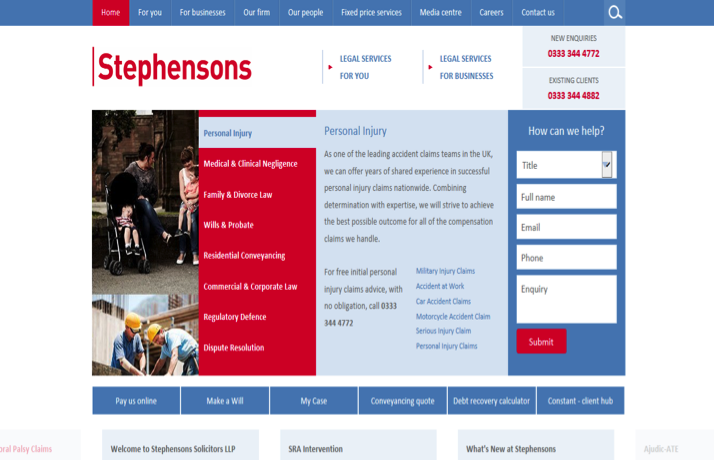 Home For you For businesses Our firm Our people Fixed price services Media centre Careers Contact us
NEW ENQUIRIES
0333 344 4772
EXISTING CLIENTS
0333 344 4882
Stephensons
LEGAL SERVICES
FOR YOU
LEGAL SERVICES
FOR BUSINESSES
Personal Injury
Medical & Clinical Negligence
Family & Divorce Law
Wills & Probate
Residential Conveyancing
Commercial & Corporate Law
Regulatory Defence
Dispute Resolution
Personal Injury
As one of the leading accident claims teams in the UK,
we can offer years of shared experience in successful
personal injury claims nationwide. Combining
determination with expertise, we will strive to achieve
the best possible outcome for all of the compensation
claims we handle.
For free initial personal
injury claims advice, with
no obligation, call 0333
344 4772
Military Injury Claims
Accident at Work
Car Accident Claims
Motorcycle Accident Claim
Serious Injury Claim
Personal Injury Claims
How can we help?
Title
Full name
Email
Phone
Enquiry
Submit
Pay us online Make a Will My Case Conveyancing quote Debt recovery calculator Constant - client hub
oral Palsy Claims Welcome to Stephensons Solicitors LLP SRA Intervention What's New at Stephensons Ajudic-ATE